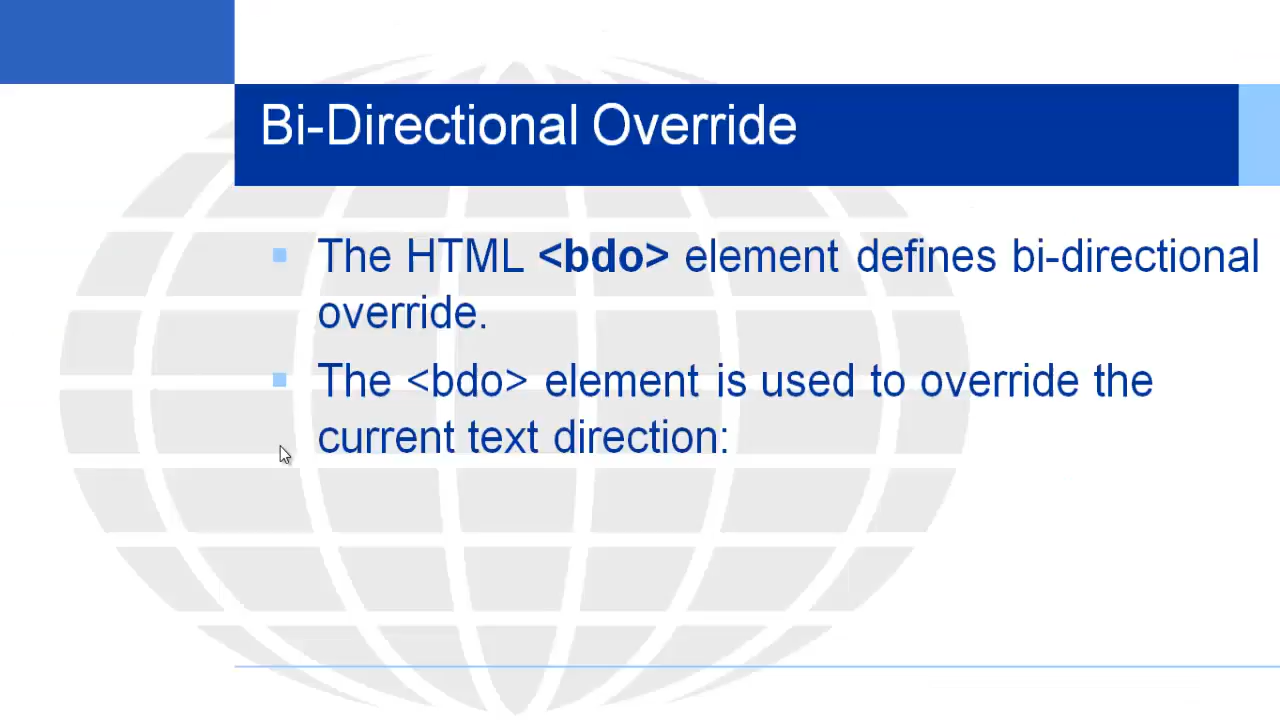 Bi-Directional Override
The HTML <bdo> element defines bi-directional
override.
The <bdo> element is used to override the
current text direction: